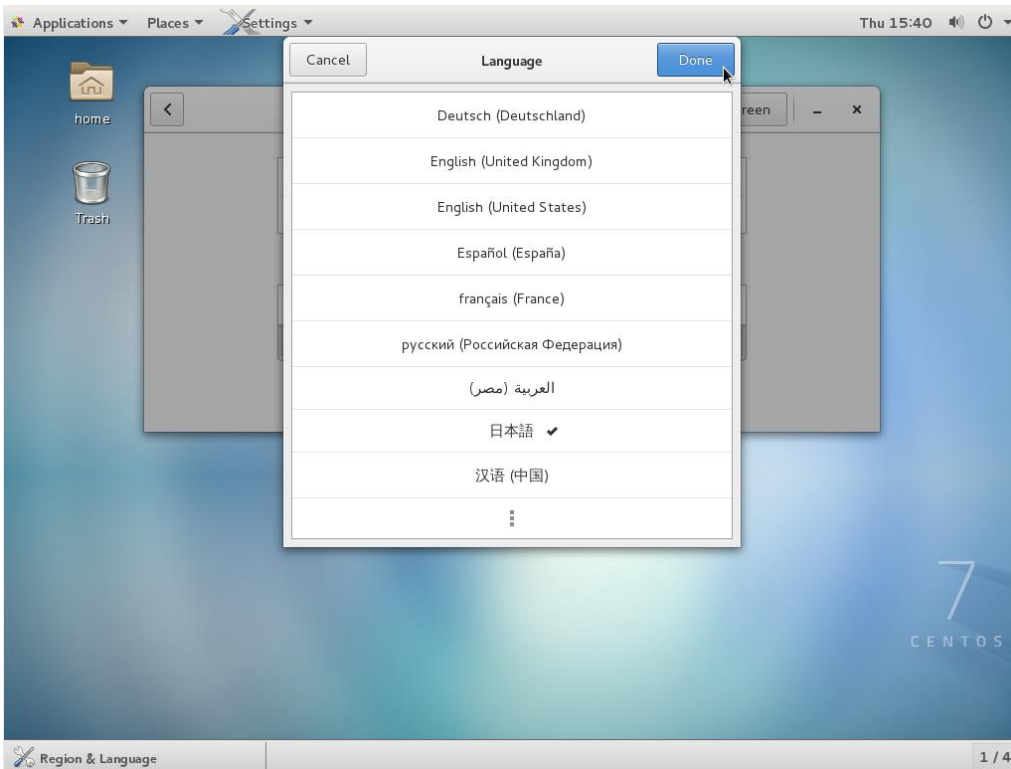 Applications Places Settings Thu 15:40
Cancel Language Done
home
reen
Trash
Deutsch (Deutschland)
English (United Kingdom)
English (United States)
Español (España)
français (France)
русский (Российская Федерация)
العربية (مصر)
日本語
汉语 (中国)
7
CENTOS
Region & Language 1 / 4